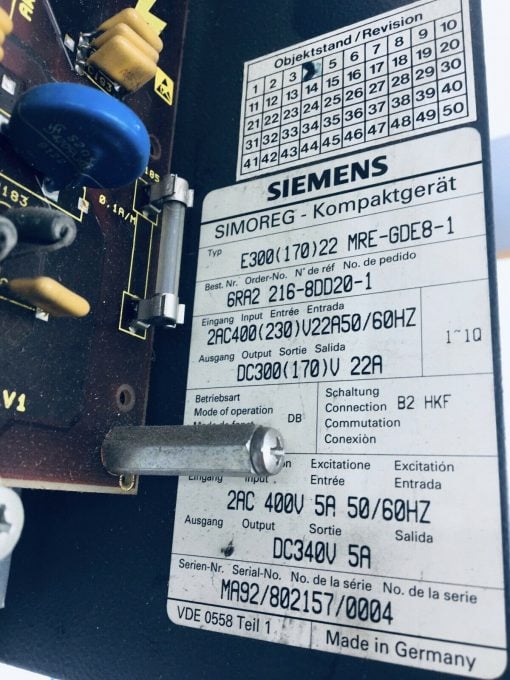 Objektstand/Revision
1 2 3 5 6 7 8 9 10
11 12 13 14 15 16 17 18 19 20
21 22 23 24 25 26 27 28 29 30
31 32 33 34 35 36 37 38 39 40
41 42 43 44 45 46 47 48 49 50
SIEMENS
SIMOREG - Kompaktgerät
Typ E300(170)22 MRE-GDE8-1
Best. Nr. Order-No. N° de réf No. de pedido
6RA2 216-8DD20-1
Eingang Input Entrée Entrada
2AC400(230)V22A50/60HZ
1~1Q
Ausgang Output Sortie Salida
DC300(170)V 22A
Betriebsart
Mode of operation
DB
Schaltung
Connection B2 HKF
Commutation
Conexiòn
Excitatione Excitatión
Eingang Input Entrée Entrada
2AC 400V 5A 50/60HZ
Ausgang Output Sortie Salida
DC340V 5A
Serien-Nr. Serial-No. No. de la série No. de la serie
MA92/802157/0004
VDE 0558 Teil 1
Made in Germany
0.1A/M
V1